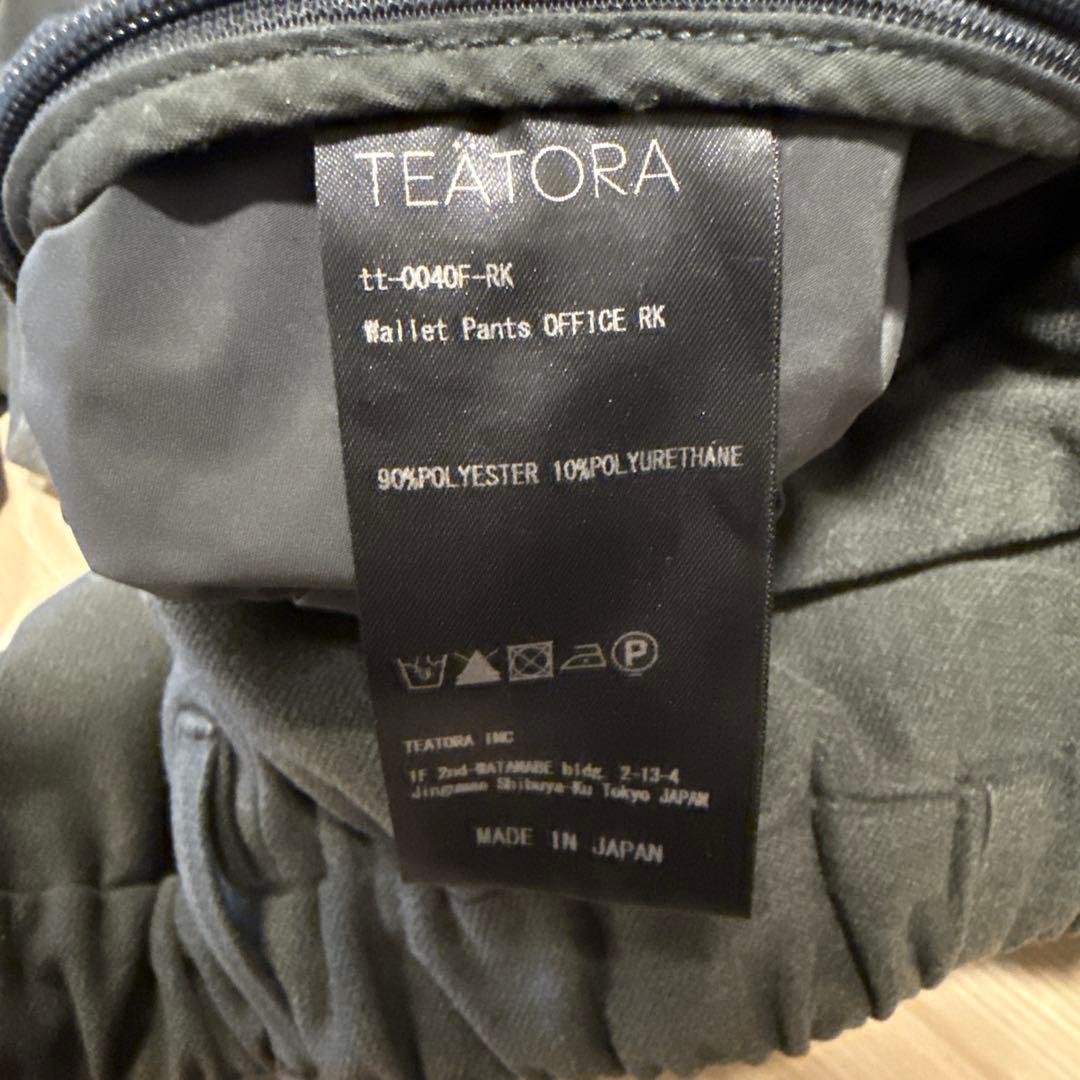 TEÄTORA
tt-0040F-RK
Wallet Pants OFFICE RK
90%POLYESTER 10%POLYURETHANE
P
TEATORA INC
1F 2nd-WATANABE bldg. 2-13-4
Jingumae Shibuya-Ku Tokyo JAPAN
MADE IN JAPAN